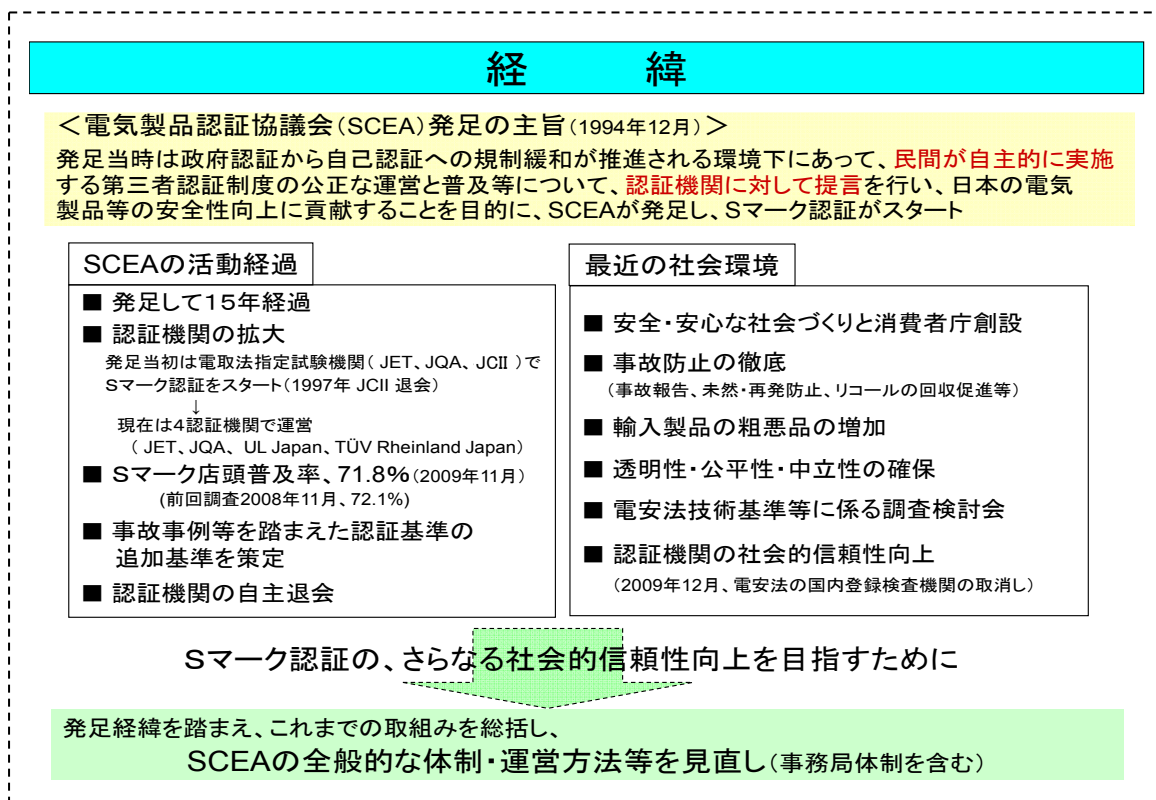 経　　緯
＜電気製品認証協議会(SCEA)発足の主旨(1994年12月)＞
発足当時は政府認証から自己認証への規制緩和が推進される環境下にあって、民間が自主的に実施
する第三者認証制度の公正な運営と普及等について、認証機関に対して提言を行い、日本の電気
製品等の安全性向上に貢献することを目的に、SCEAが発足し、Sマーク認証がスタート
SCEAの活動経過
■ 発足して15年経過
■ 認証機関の拡大
発足当初は電取法指定試験機関( JET、JQA、JCII )で
Sマーク認証をスタート(1997年 JCII 退会)
↓
現在は4認証機関で運営
( JET、JQA、 UL Japan、TÜV Rheinland Japan)
■ Sマーク店頭普及率、71.8%(2009年11月)
(前回調査2008年11月、72.1%)
■ 事故事例等を踏まえた認証基準の
追加基準を策定
■ 認証機関の自主退会
最近の社会環境
■ 安全・安心な社会づくりと消費者庁創設
■ 事故防止の徹底
(事故報告、未然・再発防止、リコールの回収促進等)
■ 輸入製品の粗悪品の増加
■ 透明性・公平性・中立性の確保
■ 電安法技術基準等に係る調査検討会
■ 認証機関の社会的信頼性向上
(2009年12月、電安法の国内登録検査機関の取消し)
Sマーク認証の、さらなる社会的信頼性向上を目指すために
発足経緯を踏まえ、これまでの取組みを総括し、
SCEAの全般的な体制・運営方法等を見直し(事務局体制を含む)